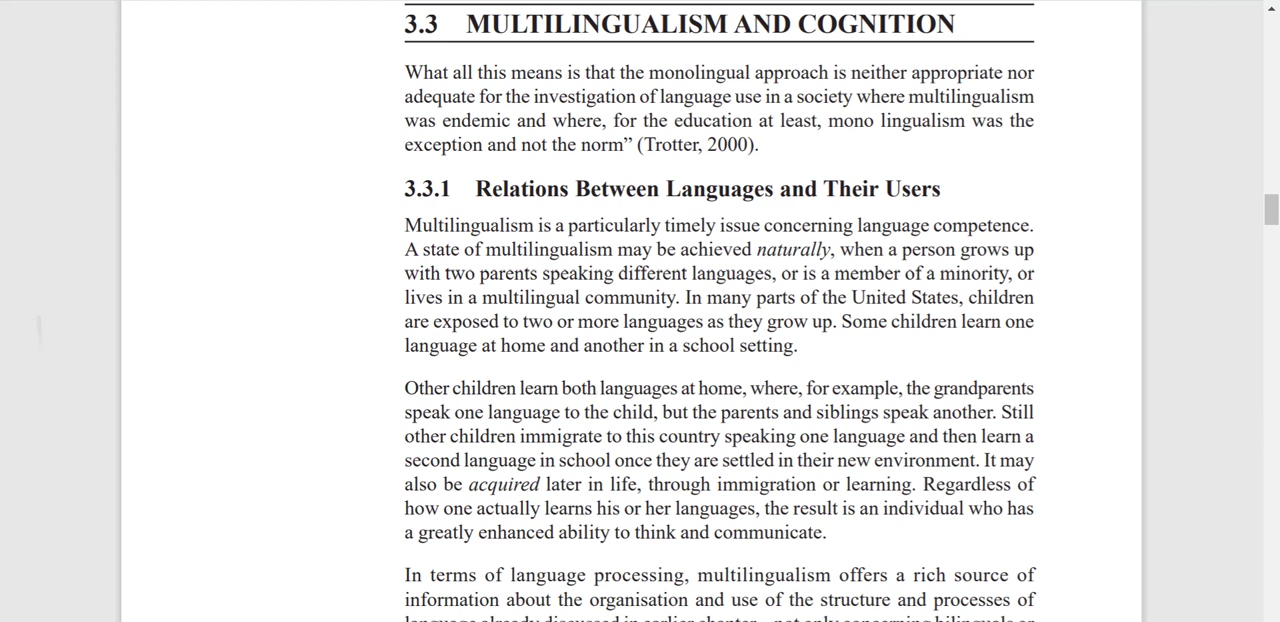 3.3 MULTILINGUALISM AND COGNITION
What all this means is that the monolingual approach is neither appropriate nor
adequate for the investigation of language use in a society where multilingualism
was endemic and where, for the education at least, mono lingualism was the
exception and not the norm” (Trotter, 2000).
3.3.1 Relations Between Languages and Their Users
Multilingualism is a particularly timely issue concerning language competence.
A state of multilingualism may be achieved naturally, when a person grows up
with two parents speaking different languages, or is a member of a minority, or
lives in a multilingual community. In many parts of the United States, children
are exposed to two or more languages as they grow up. Some children learn one
language at home and another in a school setting.
Other children learn both languages at home, where, for example, the grandparents
speak one language to the child, but the parents and siblings speak another. Still
other children immigrate to this country speaking one language and then learn a
second language in school once they are settled in their new environment. It may
also be acquired later in life, through immigration or learning. Regardless of
how one actually learns his or her languages, the result is an individual who has
a greatly enhanced ability to think and communicate.
In terms of language processing, multilingualism offers a rich source of
information about the organisation and use of the structure and processes of